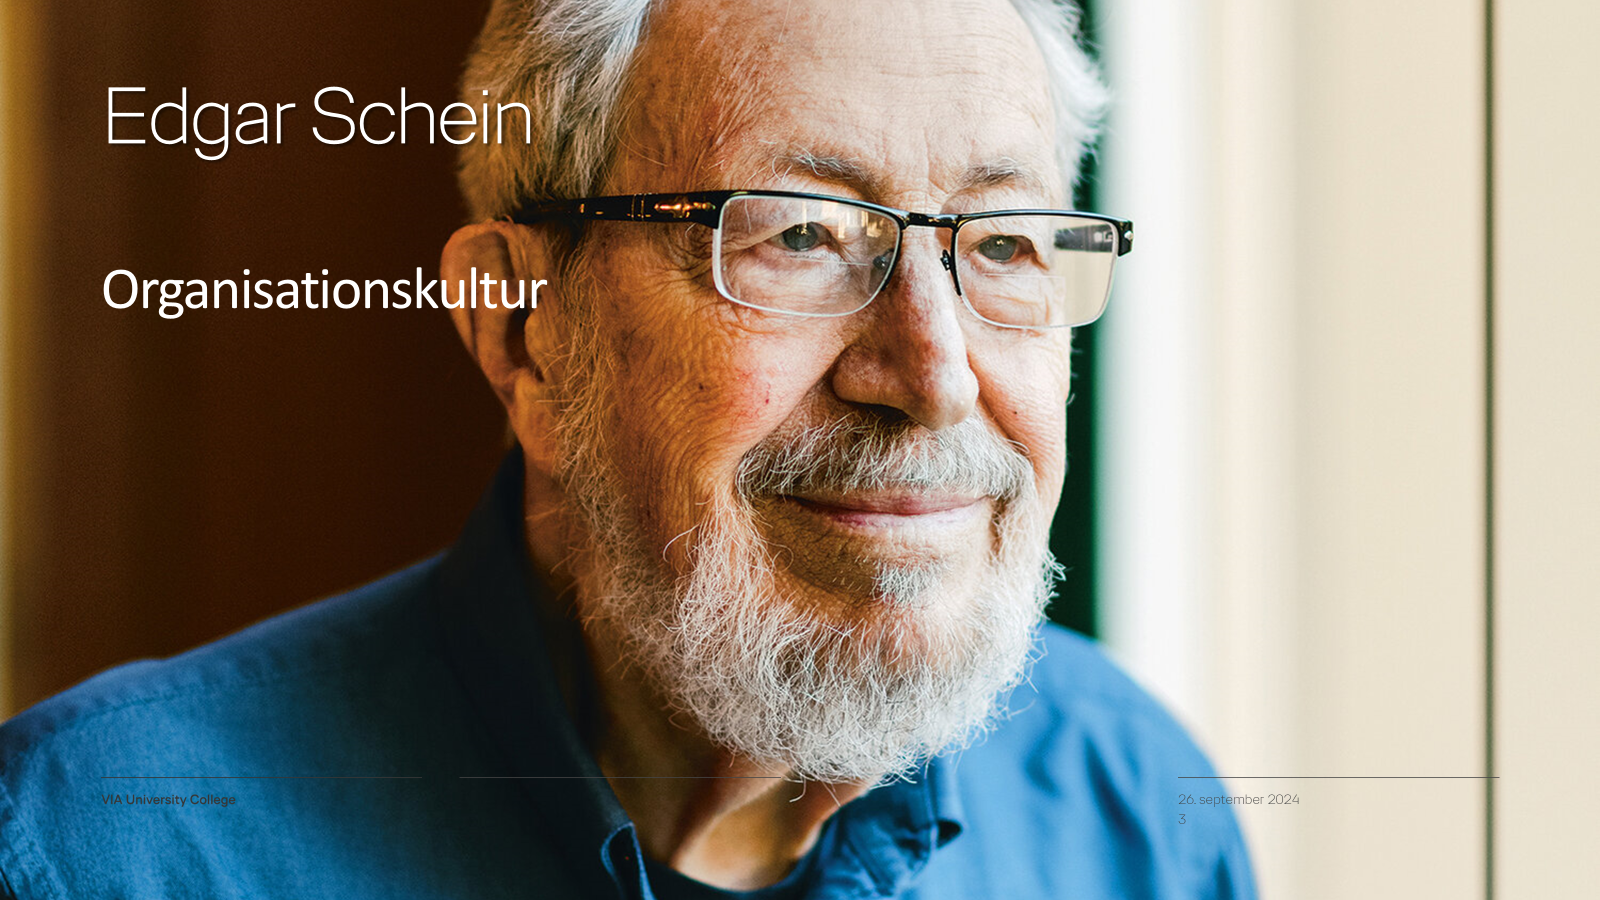 Edgar Schein
Organisationskultur
VIA University College
26. september 2024
3